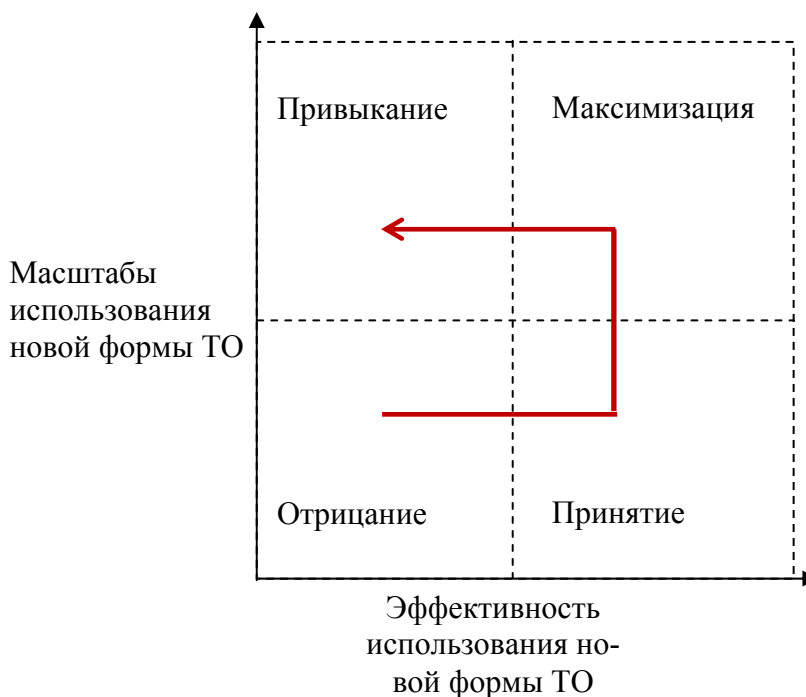 Привыкание
Максимизация
Масштабы
использования
новой формы ТО
Отрицание
Принятие
Эффективность
использования но-
вой формы ТО